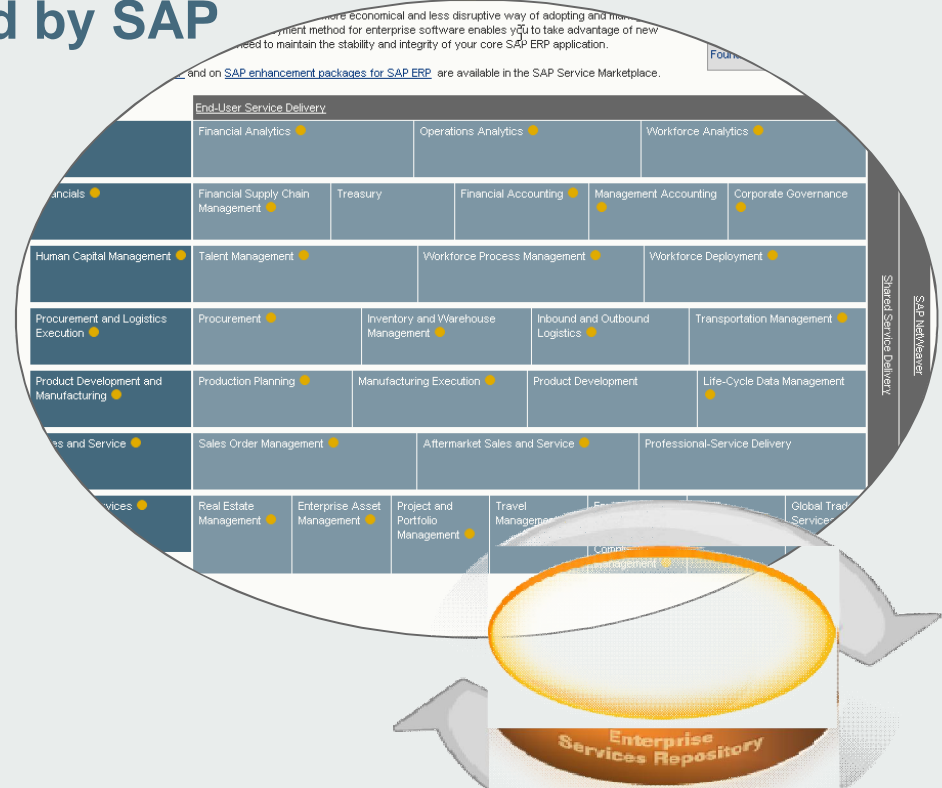 d by SAP
ore economical and less disruptive way of adopting and
ment method for enterprise software enables you to take advantage of new
need to maintain the stability and integrity of your core SAP ERP application.
and on SAP enhancement packages for SAP ERP are available in the SAP Service Marketplace.
End-User Service Delivery
Financial Analytics
Operations Analytics
Workforce Analytics
ancials
Financial Supply Chain
Management
Treasury
Financial Accounting
Management Accounting
Corporate Governance
Human Capital Management
Talent Management
Workforce Process Management
Workforce Deployment
Procurement and Logistics
Execution
Procurement
Inventory and Warehouse
Management
Inbound and Outbound
Logistics
Transportation Management
Product Development and
Manufacturing
Production Planning
Manufacturing Execution
Product Development
Life-Cycle Data Management
es and Service
Sales Order Management
Aftermarket Sales and Service
Professional-Service Delivery
vices
Real Estate
Management
Enterprise Asset
Management
Project and
Portfolio
Management
Travel
Manageme
Compl
Management
Global Trad
Services
Shared Service Delivery
SAP NetWeaver
Enterprise
Services Repository